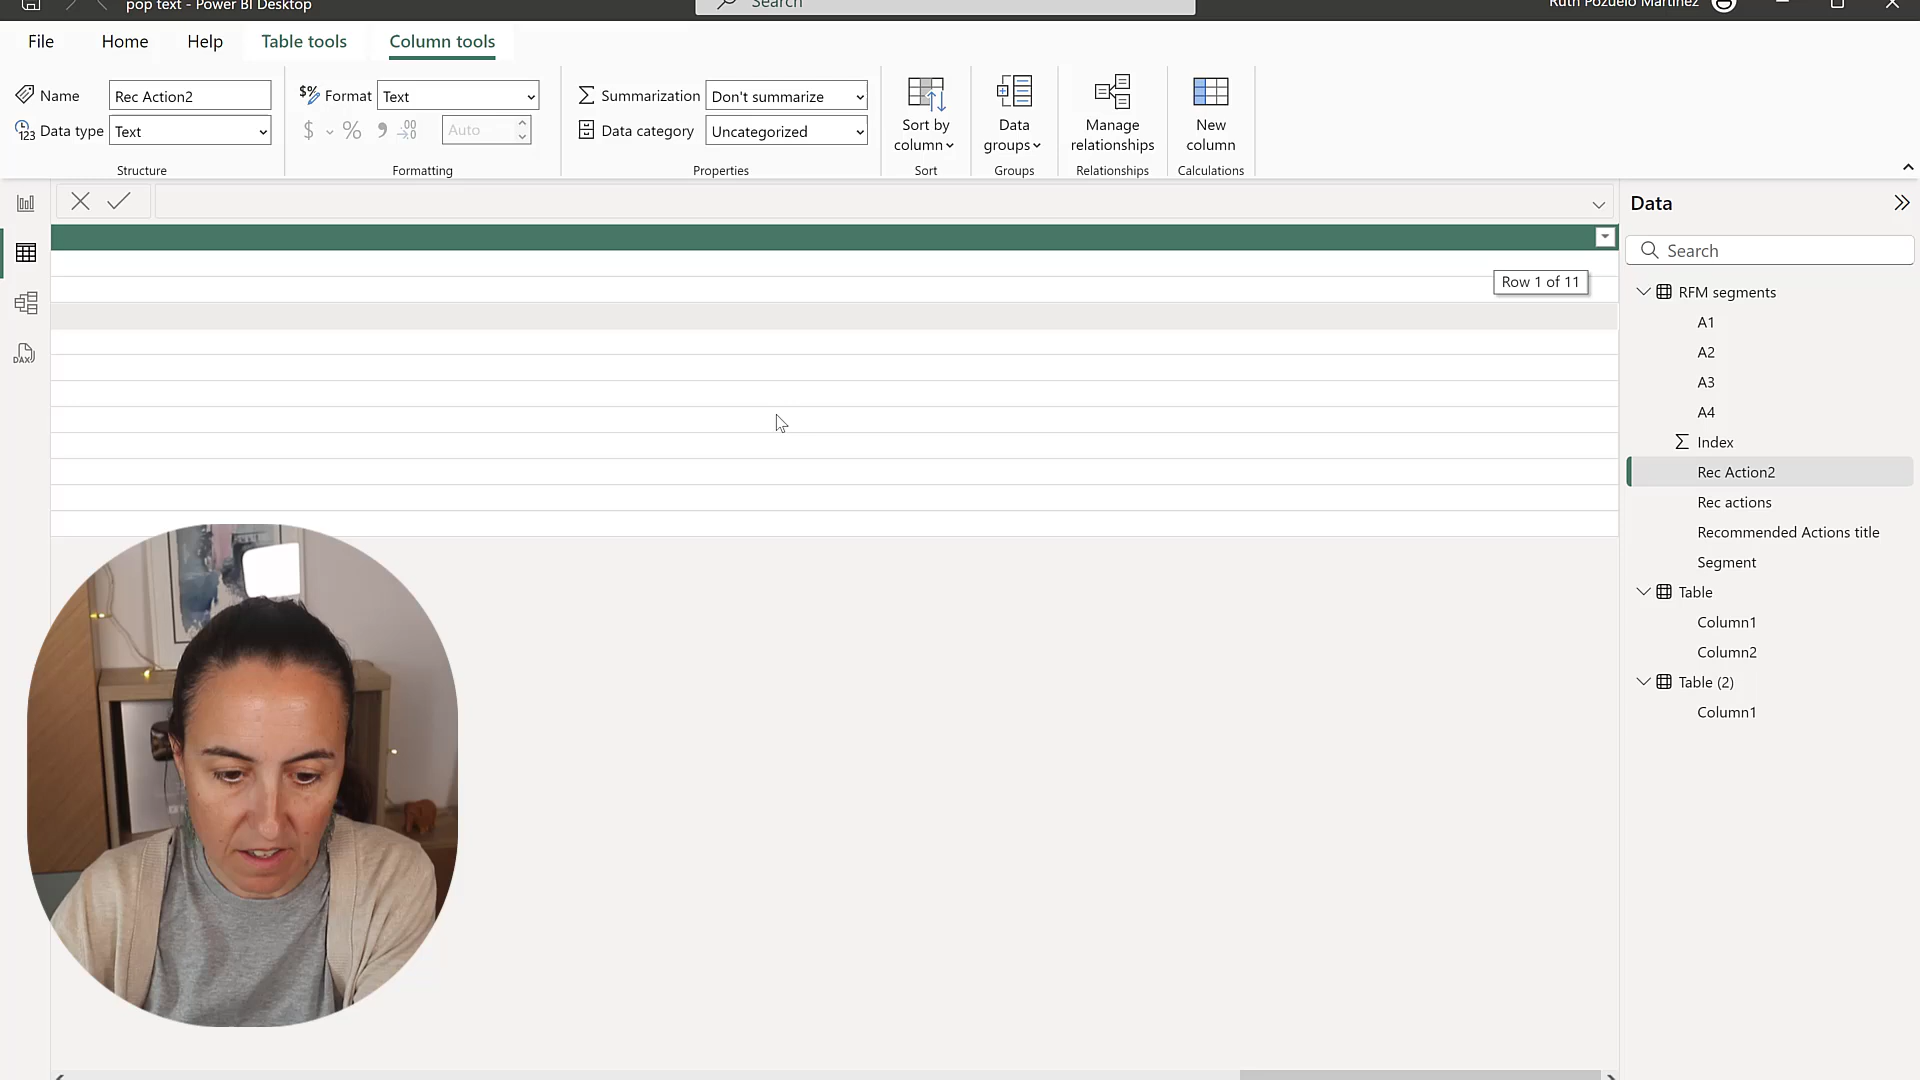 pop text - Power BI Desktop
Search
Ruth Pozuelo Martinez
File
Home
Help
Table tools
Column tools
Name
Rec Action2
Format
Text
Summarization
Don't summarize
Data type
Text
$
%
Auto
Data category
Uncategorized
Sort by
column
Data
groups
Manage
relationships
New
column
Structure
Formatting
Properties
Sort
Groups
Relationships
Calculations
Row 1 of 11
DAX
Data
Search
RFM segments
A1
A2
A3
A4
Index
Rec Action2
Rec actions
Recommended Actions title
Segment
Table
Column1
Column2
Table (2)
Column1